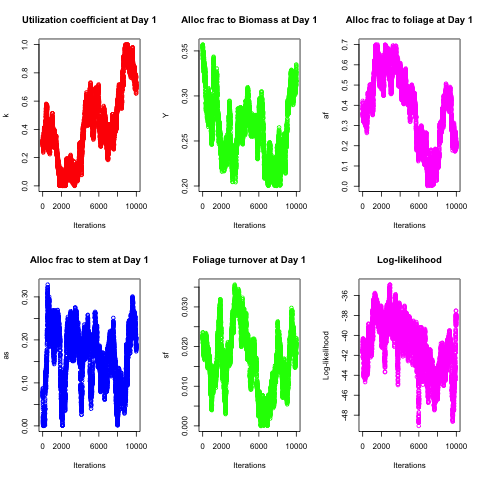 Utilization coefficient at Day 1
Alloc frac to Biomass at Day 1
Alloc frac to foliage at Day 1
k
0.0 0.2 0.4 0.6 0.8 1.0
0 2000 6000 10000
Iterations
Y
0.20 0.25 0.30 0.35
0 2000 6000 10000
Iterations
af
0.0 0.1 0.2 0.3 0.4 0.5 0.6 0.7
0 2000 6000 10000
Iterations
Alloc frac to stem at Day 1
Foliage turnover at Day 1
Log-likelihood
as
0.00 0.10 0.20 0.30
0 2000 6000 10000
Iterations
sf
0.000 0.010 0.020 0.030
0 2000 6000 10000
Iterations
Log-likelihood
-48 -46 -44 -42 -40 -38 -36
0 2000 6000 10000
Iterations